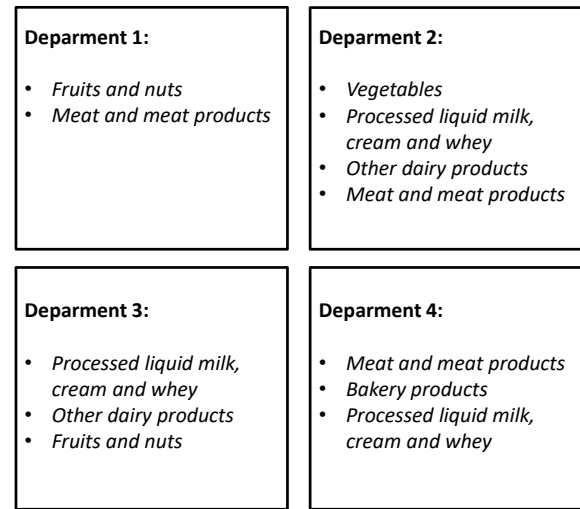 Deparment 1:
• Fruits and nuts
• Meat and meat products
Deparment 2:
• Vegetables
• Processed liquid milk,
cream and whey
• Other dairy products
• Meat and meat products
Deparment 3:
• Processed liquid milk,
cream and whey
• Other dairy products
• Fruits and nuts
Deparment 4:
• Meat and meat products
• Bakery products
• Processed liquid milk,
cream and whey